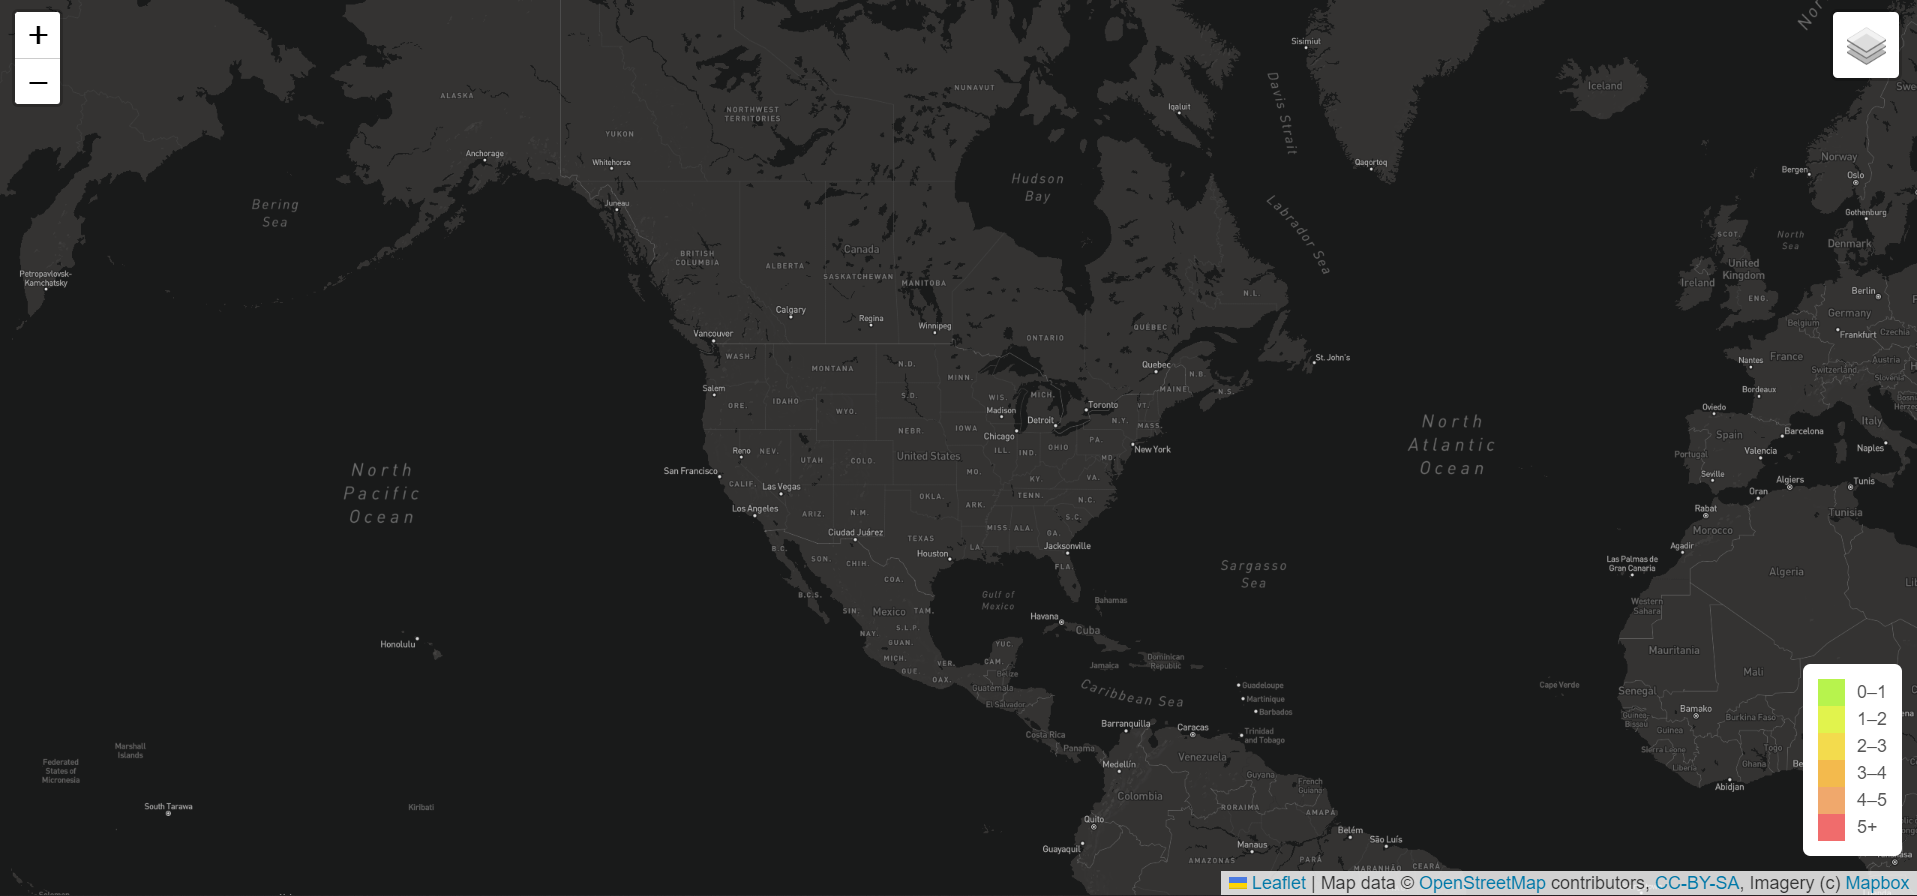 +
−
Nor
Sisimiut
Swe
Iceland
ALASKA
NUNAVUT
Davis Strait
Iqaluit
NORTHWEST
TERRITORIES
YUKON
Anchorage
Whitehorse
Qaqortoq
Norway
Bergen
Oslo
Hudson
Bay
Bering
Sea
Juneau
Labrador Sea
Gothenburg
SCOT.
North
Sea
Denmark
Canada
BRITISH
COLUMBIA
ALBERTA
SASKATCHEWAN
MANITOBA
United
Kingdom
Ireland
Petropavlovsk-
Kamchatsky
N.L.
ENG.
Berlin
Calgary
Regina
Winnipeg
Germany
Belgium
Frankfurt
Czechia
Vancouver
ONTARIO
QUÉBEC
WASH.
MONTANA
N.D.
MINN.
Quebec
N.B.
St. John's
Nantes
France
Austria
Switzerland
Slovenia
Salem
ORE.
IDAHO
WYO.
S.D.
WIS.
MICH.
MAINE
N.S.
Bordeaux
Madison
Detroit
Toronto
VT.
N.Y.
MASS.
Oviedo
Bosnia
Herzeg
Italy
NEBR.
IOWA
Chicago
PA.
North
Atlantic
Ocean
Spain
Barcelona
Naples
Reno
NEV.
UTAH
COLO.
United States
ILL.
IND.
OHIO
MD.
New York
Portugal
Valencia
San Francisco
CALIF.
Las Vegas
MO.
KY.
VA.
Seville
Algiers
Tunis
North
Pacific
Ocean
Oran
OKLA.
TENN.
N.C.
Los Angeles
ARIZ.
N.M.
ARK.
MISS
ALA.
GA.
S.C.
Rabat
Morocco
Tunisia
Ciudad Juárez
TEXAS
LA.
Jacksonville
B.C.
SON.
CHIH.
Houston
FLA.
Agadir
Las Palmas de
Gran Canaria
Sargasso
Sea
Algeria
COA.
B.C.S.
Gulf of
Mexico
Bahamas
Western
Sahara
SIN.
Mexico
TAM.
Havana
Cuba
NAY.
S.L.P.
GUAN.
Honolulu
MICH.
VER.
YUC.
CAM.
Jamaica
Dominican
Republic
Mauritania
Mali
GUE.
OAX.
Belize
Guatemala
El Salvador
Caribbean Sea
Guadeloupe
Martinique
Barbados
Cape Verde
Senegal
Bamako
Guinea-
Bissau
Burkina Faso
Guinea
Costa Rica
Panama
Barranquilla
Caracas
Trinidad
and Tobago
Sierra Leone
Liberia
Togo
Ghana
Marshall
Islands
Federated
States of
Micronesia
Medellín
Venezuela
Guyana
French
Guiana
Abidjan
South Tarawa
Kiribati
Colombia
RORAIMA
AMAPÁ
Quito
Guayaquil
Manaus
Belém
São Luís
AMAZONAS
PARÁ
MARANHÃO
CEARÁ
0–1
1–2
2–3
3–4
4–5
5+
Leaflet | Map data © OpenStreetMap contributors, CC-BY-SA, Imagery (c) Mapbox